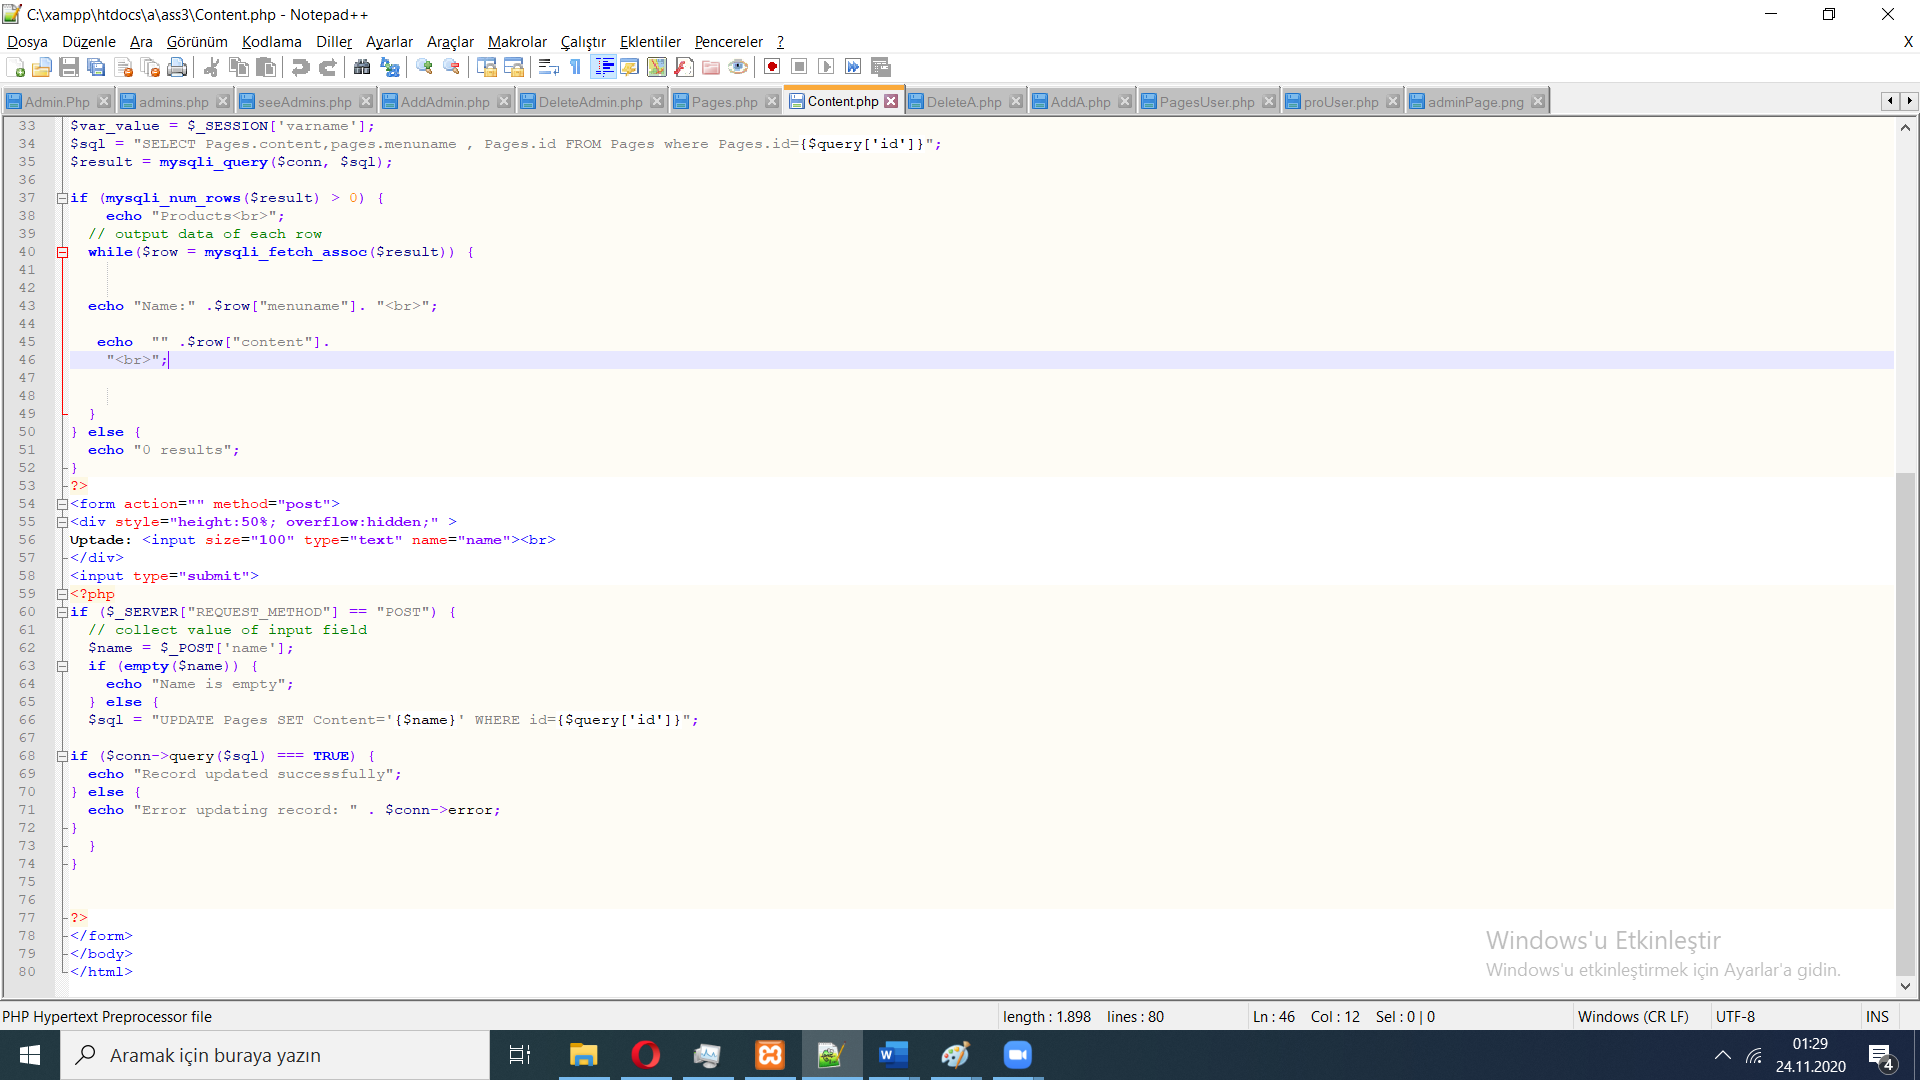 C:\xampp\htdocs\a\ass3\Content.php - Notepad++
Dosya Düzenle Ara Görünüm Kodlama Diller Ayarlar Araçlar Makrolar Çalıştır Eklentiler Pencereler ?
X
Admin.Php admins.php seeAdmins.php AddAdmin.php DeleteAdmin.php Pages.php Content.php DeleteA.php AddA.php PagesUser.php proUser.php adminPage.png
33 $var_value = $_SESSION['varname'];
34 $sql = "SELECT Pages.content,pages.menuname , Pages.id FROM Pages where Pages.id={$query['id']}";
35 $result = mysqli_query($conn, $sql);
36
37 if (mysqli_num_rows($result) > 0) {
38 echo "Products<br>";
39 // output data of each row
40 while($row = mysqli_fetch_assoc($result)) {
41
42
43 echo "Name:" .$row["menuname"]. "<br>";
44
45 echo "" .$row["content"].
46 "<br>";
47
48
49 }
50 } else {
51 echo "0 results";
52 }
53 ?>
54 <form action="" method="post">
55 <div style="height:50%; overflow:hidden;" >
56 Uptade: <input size="100" type="text" name="name"><br>
57 </div>
58 <input type="submit">
59 <?php
60 if ($_SERVER["REQUEST_METHOD"] == "POST") {
61 // collect value of input field
62 $name = $_POST['name'];
63 if (empty($name)) {
64 echo "Name is empty";
65 } else {
66 $sql = "UPDATE Pages SET Content='{$name}' WHERE id={$query['id']}";
67
68 if ($conn->query($sql) === TRUE) {
69 echo "Record updated successfully";
70 } else {
71 echo "Error updating record: " . $conn->error;
72 }
73 }
74 }
75
76
77 ?>
78 </form>
79 </body>
80 </html>
Windows'u Etkinleştir
Windows'u etkinleştirmek için Ayarlar'a gidin.
PHP Hypertext Preprocessor file length : 1.898 lines : 80 Ln : 46 Col : 12 Sel : 0 | 0 Windows (CR LF) UTF-8 INS
Aramak için buraya yazın
01:29
24.11.2020
4